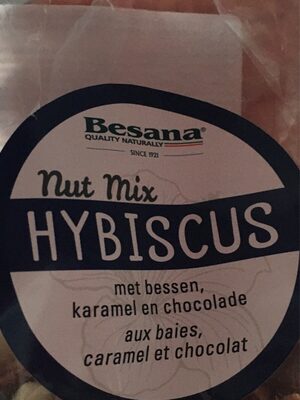 Besana®
QUALITY NATURALLY
SINCE 1921
Nut Mix
HYBISCUS
met bessen,
karamel en chocolade
aux baies,
caramel et chocolat